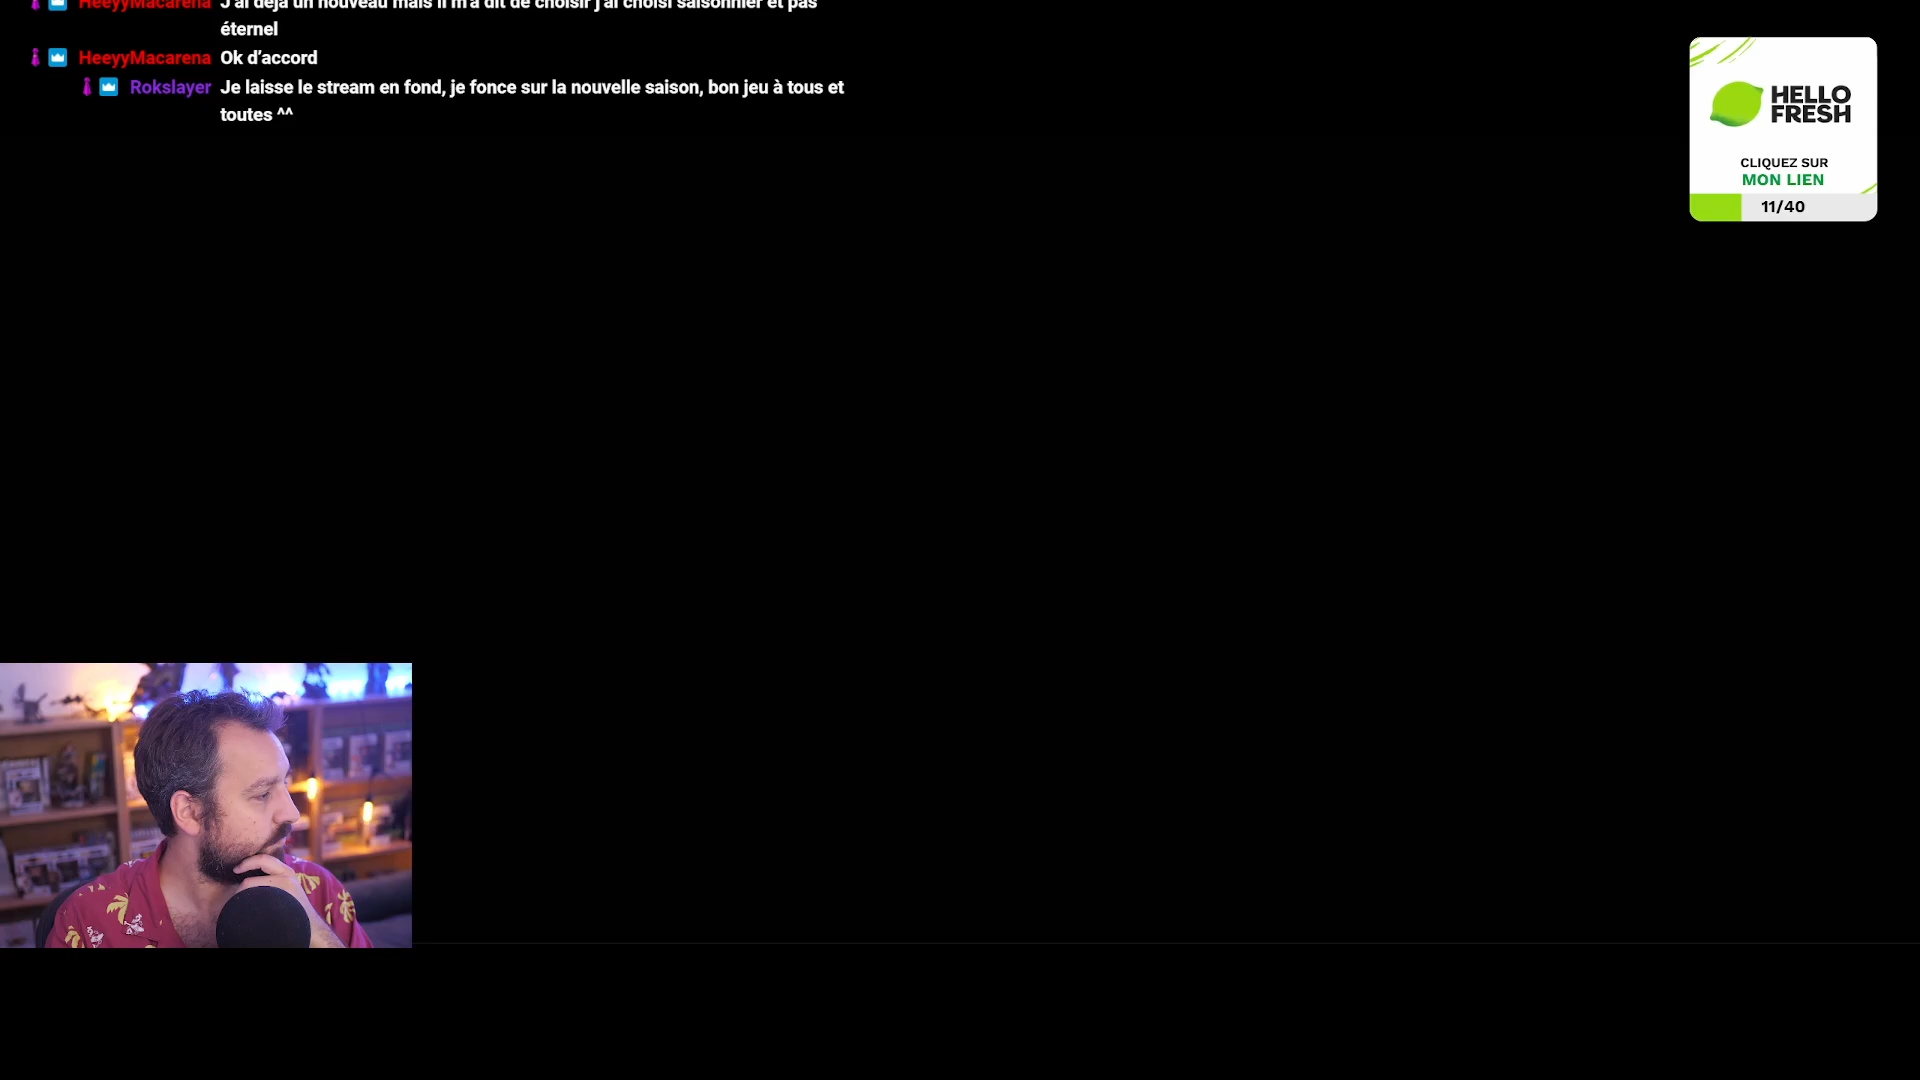 HeeyyMacarena J'ai déjà un nouveau mais il m'a dit de choisir j'ai choisi saisonnier et pas
éternel
HeeyyMacarena Ok d’accord
Rokslayer Je laisse le stream en fond, je fonce sur la nouvelle saison, bon jeu à tous et
toutes ^^
HELLO
FRESH
CLIQUEZ SUR
MON LIEN
11/40